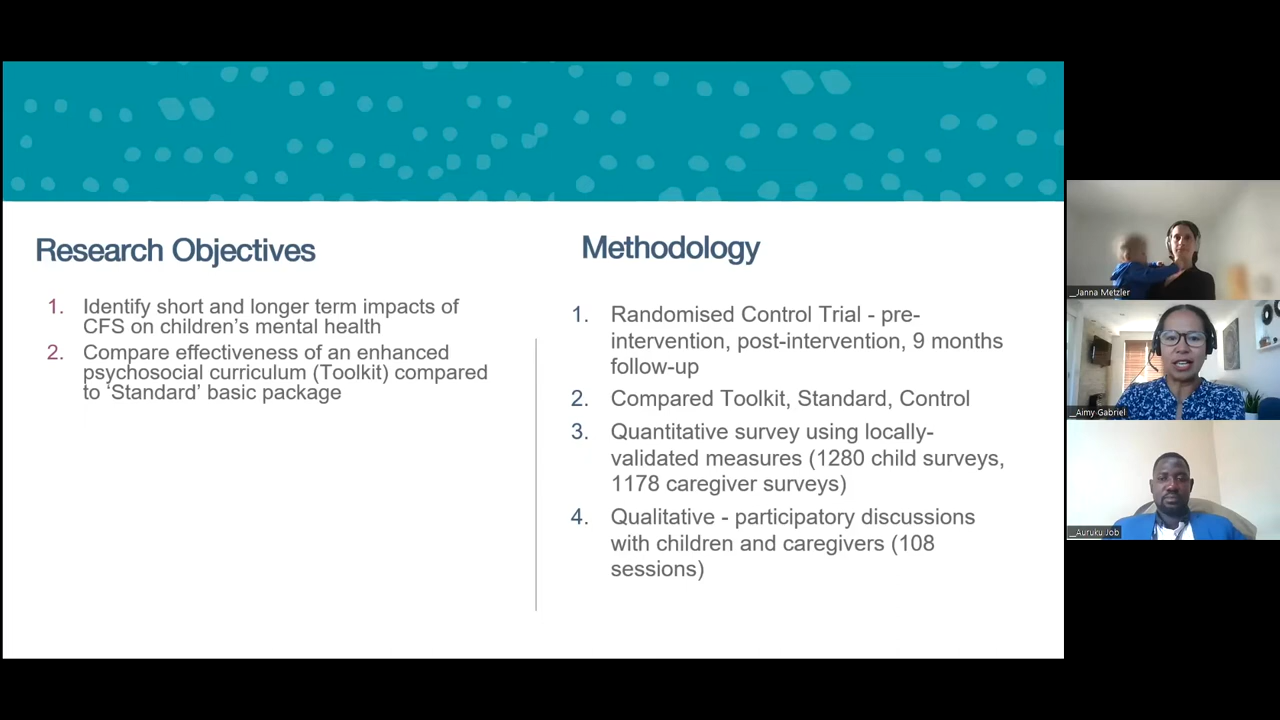 Research Objectives
1. Identify short and longer term impacts of
CFS on children's mental health
2. Compare effectiveness of an enhanced
psychosocial curriculum (Toolkit) compared
to ‘Standard’ basic package
Methodology
1. Randomised Control Trial - pre-
intervention, post-intervention, 9 months
follow-up
2. Compared Toolkit, Standard, Control
3. Quantitative survey using locally-
validated measures (1280 child surveys,
1178 caregiver surveys)
4. Qualitative - participatory discussions
with children and caregivers (108
sessions)
__Janna Metzler
__Aimy Gabriel
__Auruku Job